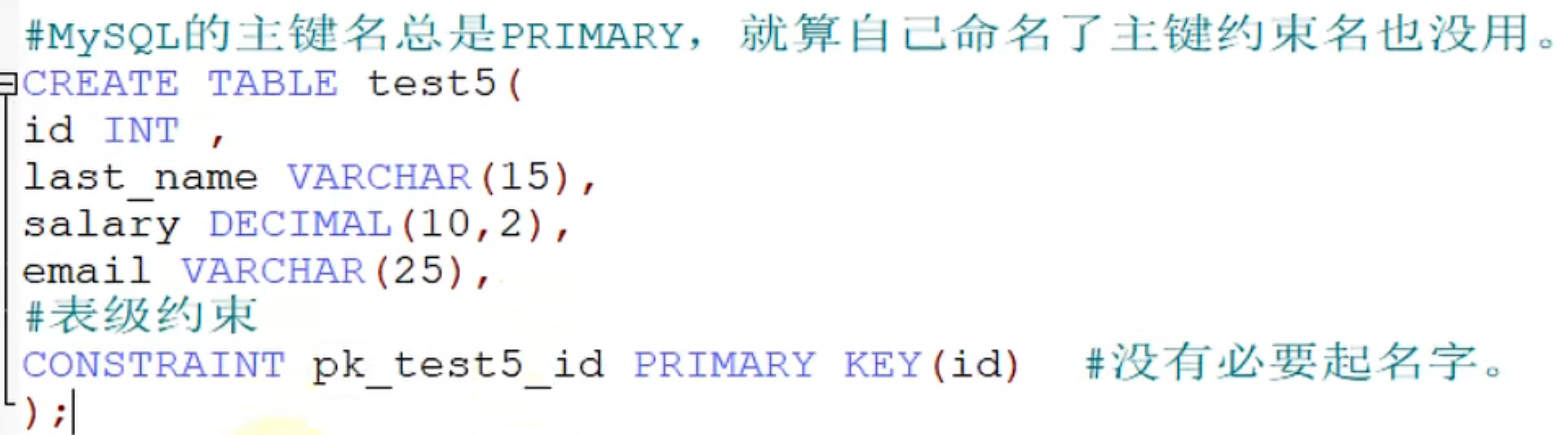 #MySQL的主键名总是PRIMARY，就算自己命名了主键约束名也没用。
CREATE TABLE test5(
id INT ,
last_name VARCHAR(15),
salary DECIMAL(10,2),
email VARCHAR(25),
#表级约束
CONSTRAINT pk_test5_id PRIMARY KEY(id)  #没有必要起名字。
);